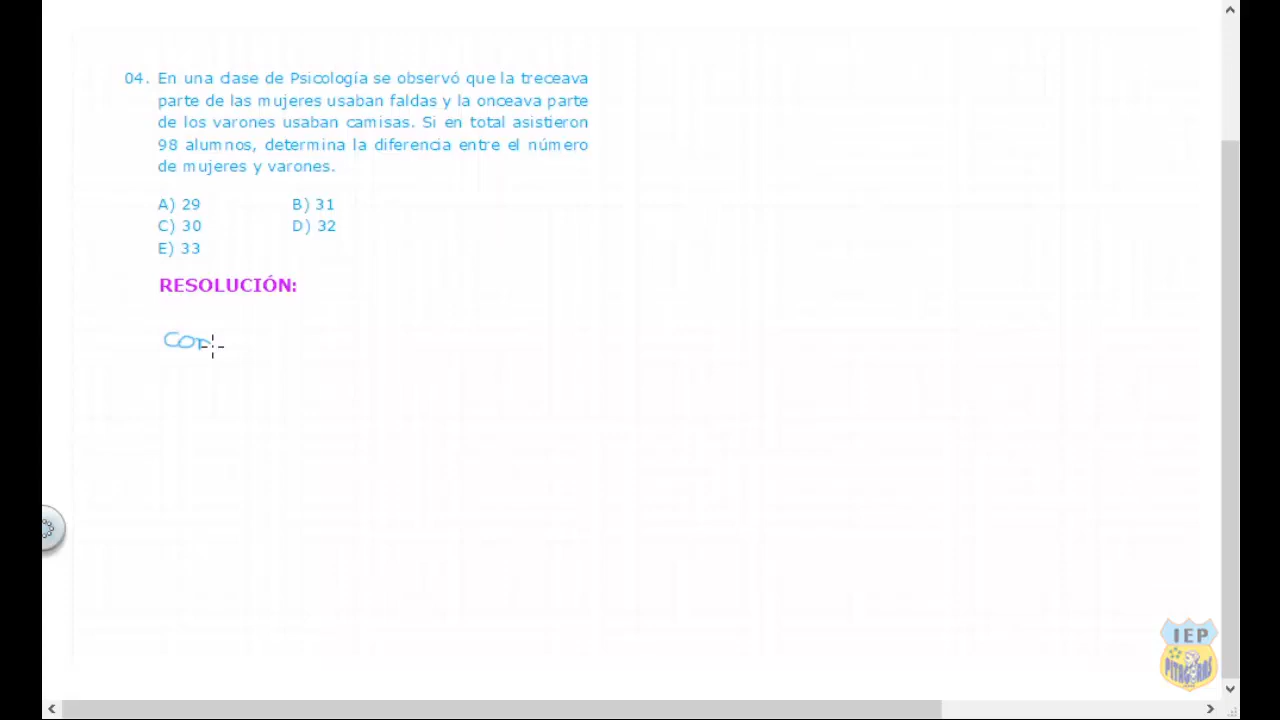 04. En una clase de Psicología se observó que la treceava
parte de las mujeres usaban faldas y la onceava parte
de los varones usaban camisas. Si en total asistieron
98 alumnos, determina la diferencia entre el número
de mujeres y varones.
A) 29 B) 31
C) 30 D) 32
E) 33
RESOLUCIÓN:
Con
IEP
PITAGORAS